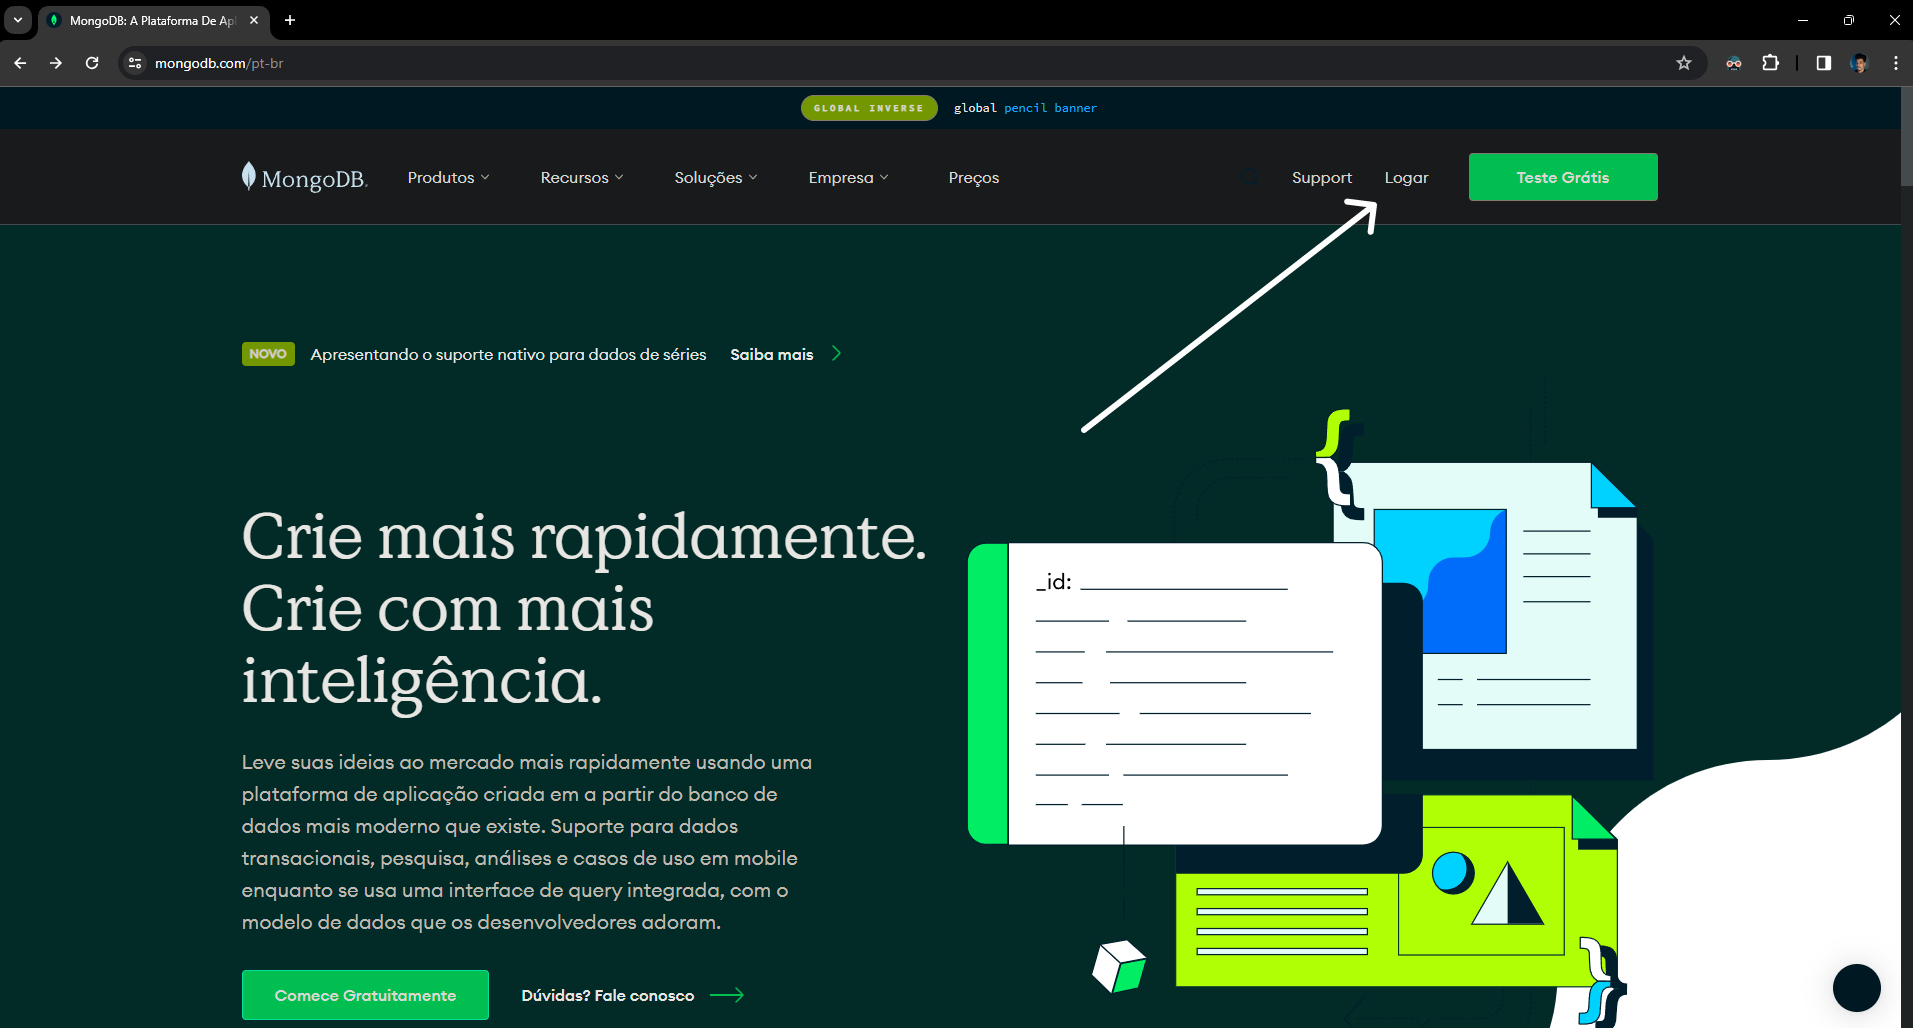 MongoDB: A Plataforma De Apl
mongodb.com/pt-br
GLOBAL INVERSE global pencil banner
MongoDB. Produtos Recursos Soluções Empresa Preços Support Logar Teste Grátis
NOVO Apresentando o suporte nativo para dados de séries Saiba mais
Crie mais rapidamente.
Crie com mais
inteligência.
Leve suas ideias ao mercado mais rapidamente usando uma
plataforma de aplicação criada em a partir do banco de
dados mais moderno que existe. Suporte para dados
transacionais, pesquisa, análises e casos de uso em mobile
enquanto se usa uma interface de query integrada, com o
modelo de dados que os desenvolvedores adoram.
Comece Gratuitamente Dúvidas? Fale conosco
_id: